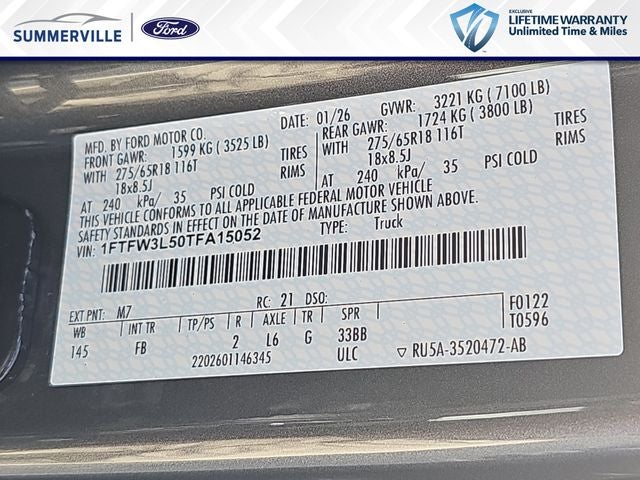 SUMMERVILLE
Ford
EXCLUSIVE
LIFETIME WARRANTY
Unlimited Time & Miles
MFD. BY FORD MOTOR CO.
DATE: 01/26 GVWR: 3221 KG ( 7100 LB)
FRONT GAWR: 1599 KG ( 3525 LB) REAR GAWR: 1724 KG ( 3800 LB)
WITH 275/65R18 116T TIRES WITH 275/65R18 116T TIRES
18x8.5J RIMS 18x8.5J RIMS
AT 240 kPa/ 35 PSI COLD AT 240 kPa/ 35 PSI COLD
THIS VEHICLE CONFORMS TO ALL APPLICABLE FEDERAL MOTOR VEHICLE
SAFETY STANDARDS IN EFFECT ON THE DATE OF MANUFACTURE SHOWN ABOVE.
VIN: 1FTFW3L50TFA15052 TYPE: Truck
EXT PNT: M7 RC: 21 DSO:
WB INT TR TP/PS R AXLE TR SPR F0122
145 FB 2 L6 G 33BB T0596
2202601146345 ULC ▽ RU5A-3520472-AB